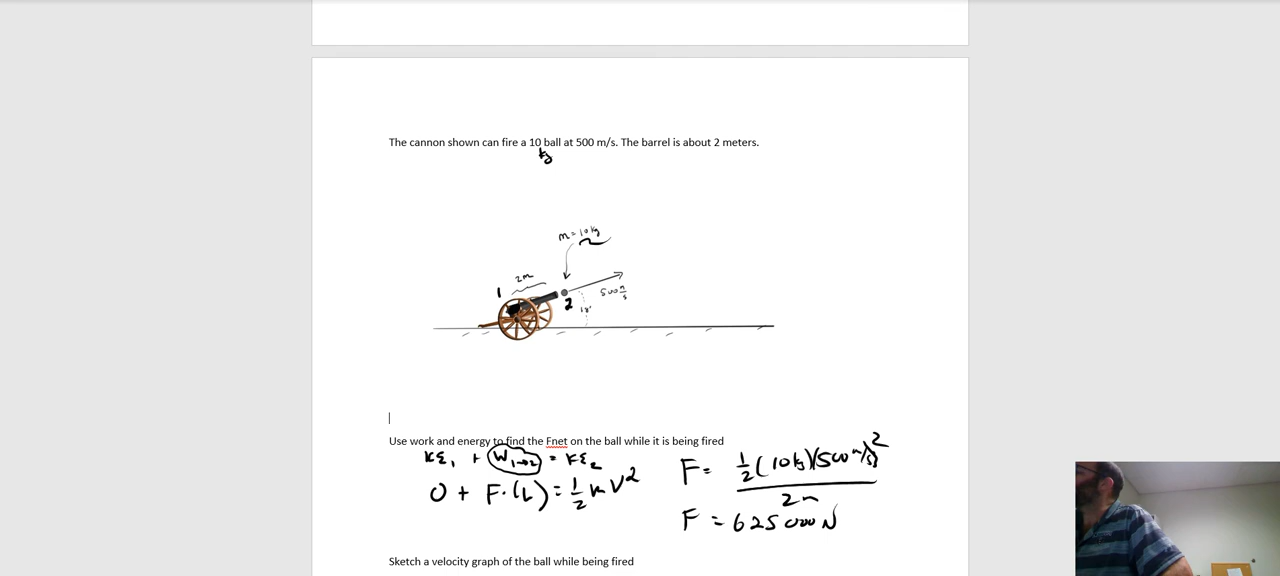 The cannon shown can fire a 10 ball at 500 m/s. The barrel is about 2 meters.
kg
m = 10 kg
2m
1
500 m/s
2
18°
Use work and energy to find the Fnet on the ball while it is being fired
KE₁ + W₁→₂ = KE₂
0 + F·(L) = 1/2 m V²
F = 1/2 (10 kg)(500 m/s)² / 2m
F = 625 000 N
Sketch a velocity graph of the ball while being fired